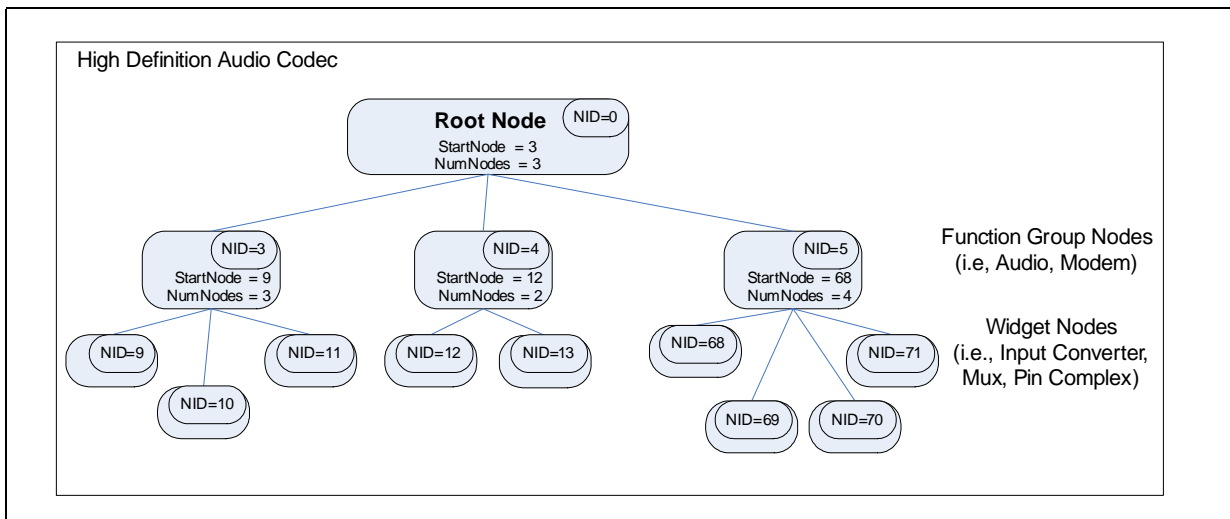 High Definition Audio Codec
Root Node
NID=0
StartNode = 3
NumNodes = 3
NID=3
StartNode = 9
NumNodes = 3
NID=4
StartNode = 12
NumNodes = 2
NID=5
StartNode = 68
NumNodes = 4
Function Group Nodes
(i.e, Audio, Modem)
NID=9
NID=10
NID=11
NID=12
NID=13
NID=68
NID=69
NID=70
NID=71
Widget Nodes
(i.e., Input Converter,
Mux, Pin Complex)